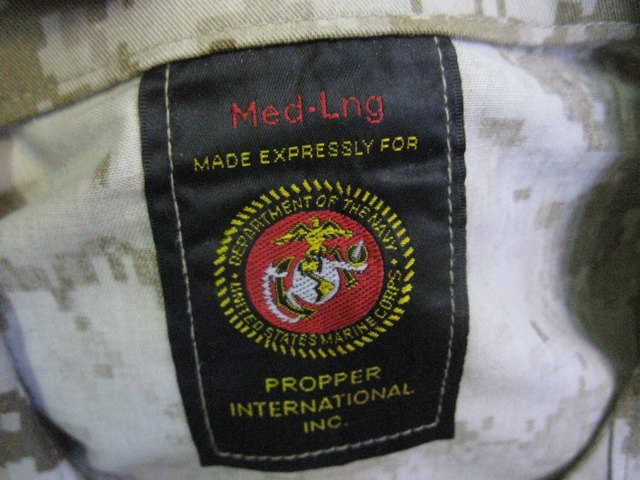 Med-Lng
MADE EXPRESSLY FOR
DEPARTMENT OF THE NAVY
UNITED STATES MARINE CORPS
PROPPER
INTERNATIONAL
INC.